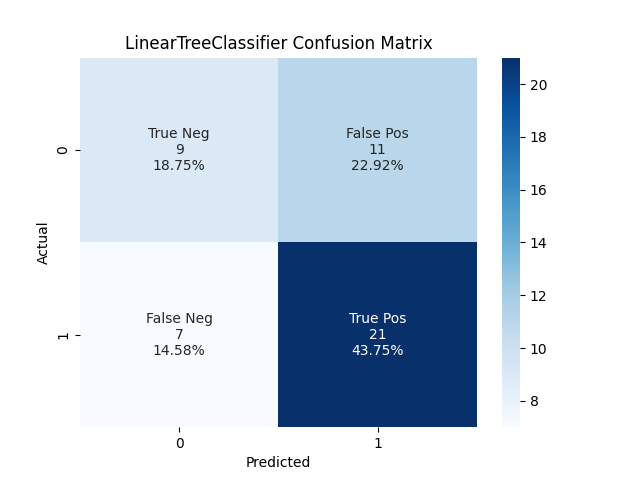 LinearTreeClassifier Confusion Matrix
True Neg
9
18.75%
False Pos
11
22.92%
False Neg
7
14.58%
True Pos
21
43.75%
0
1
Actual
0
1
Predicted
20
18
16
14
12
10
8